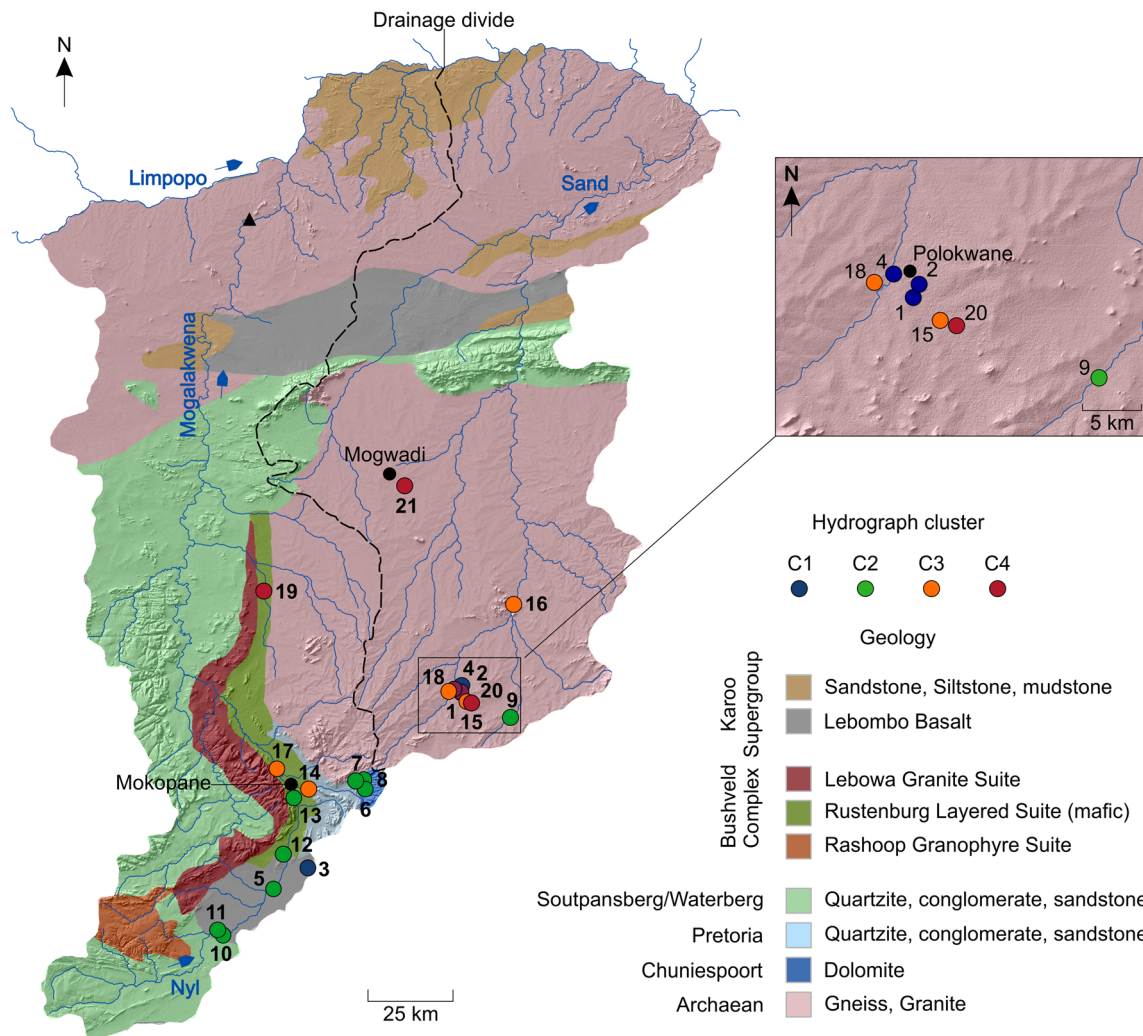 Drainage divide
N
Limpopo
Sand
Mogalakwena
Mogwadi
21
19
16
4
2
18
20
9
1
15
17
14
7
8
Mokopane
6
13
12
3
5
11
10
Nyl
25 km
N
Polokwane
4
2
18
1
20
15
9
5 km
Hydrograph cluster
C1 C2 C3 C4
Geology
Karoo
Supergroup
Sandstone, Siltstone, mudstone
Lebombo Basalt
Bushveld
Complex
Lebowa Granite Suite
Rustenburg Layered Suite (mafic)
Rashoop Granophyre Suite
Soutpansberg/Waterberg Quartzite, conglomerate, sandstone
Pretoria Quartzite, conglomerate, sandstone
Chuniespoort Dolomite
Archaean Gneiss, Granite